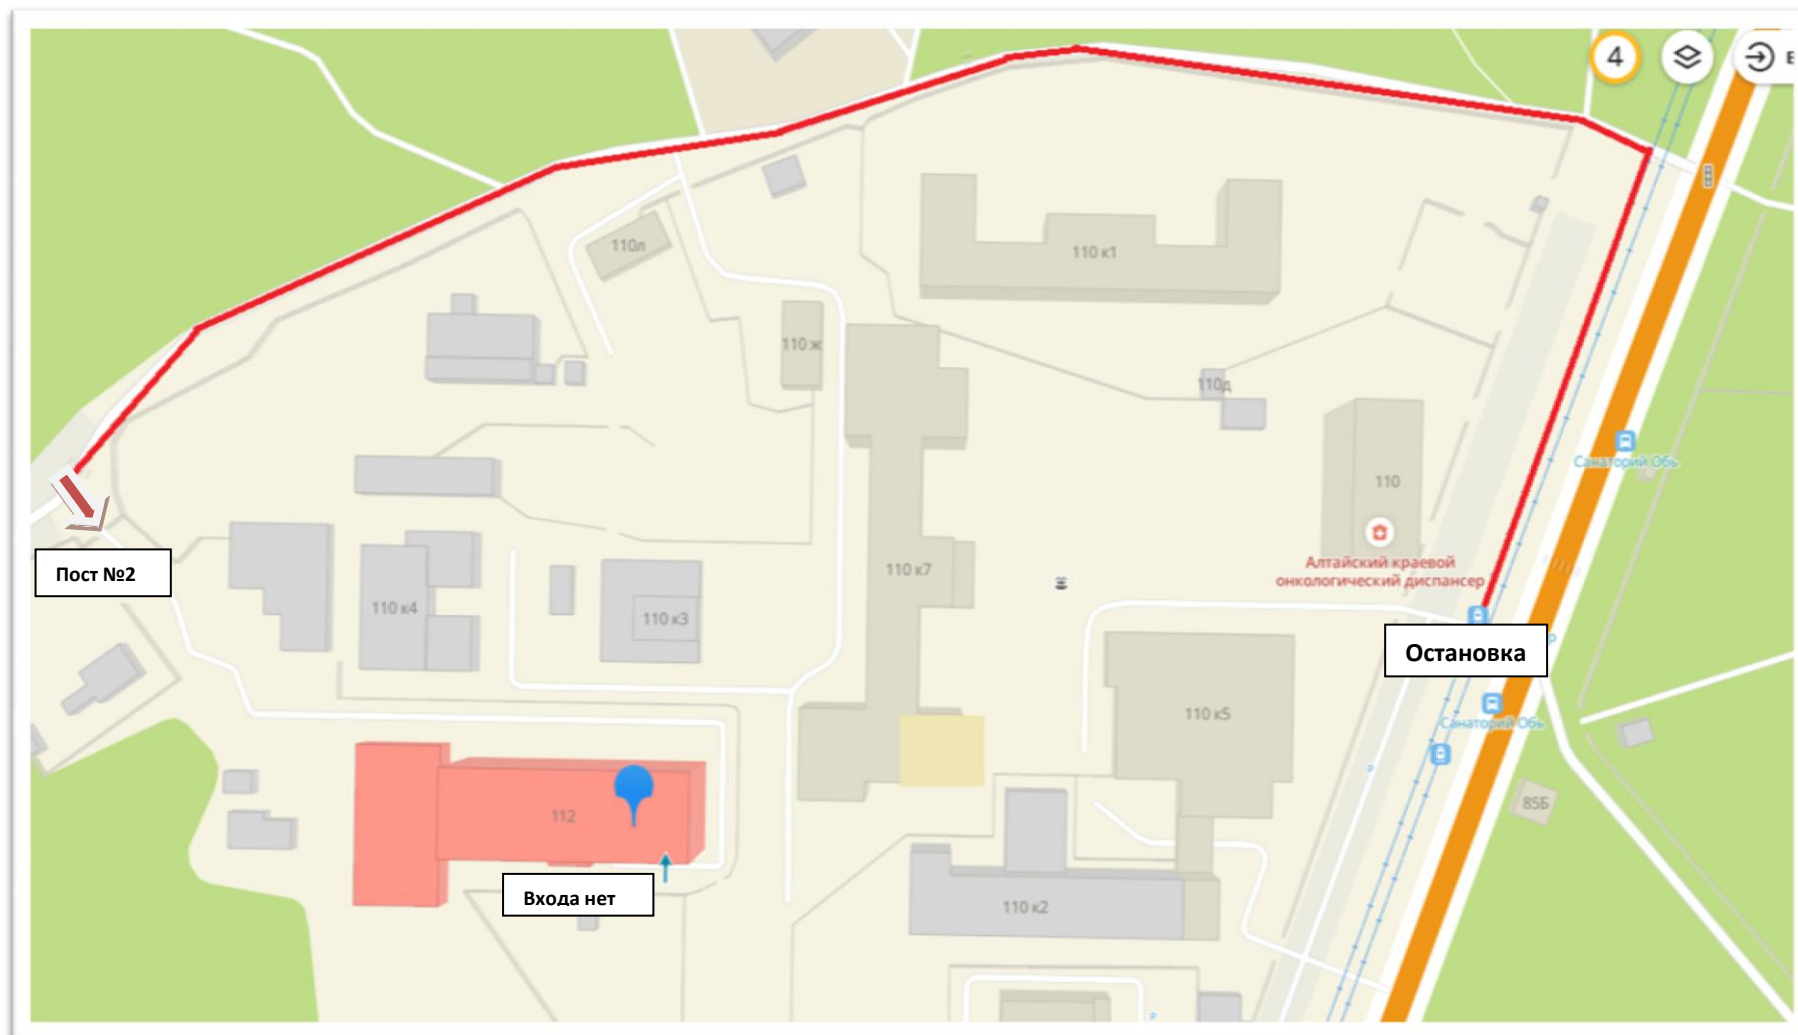 4
110л
110 к1
110 ж
110д
Санаторий Обь
110
Алтайский краевой
онкологический диспансер
Пост №2
110 к7
110 к4
110 к3
Остановка
110 к5
Санаторий Обь
85Б
112
Входа нет
110 к2